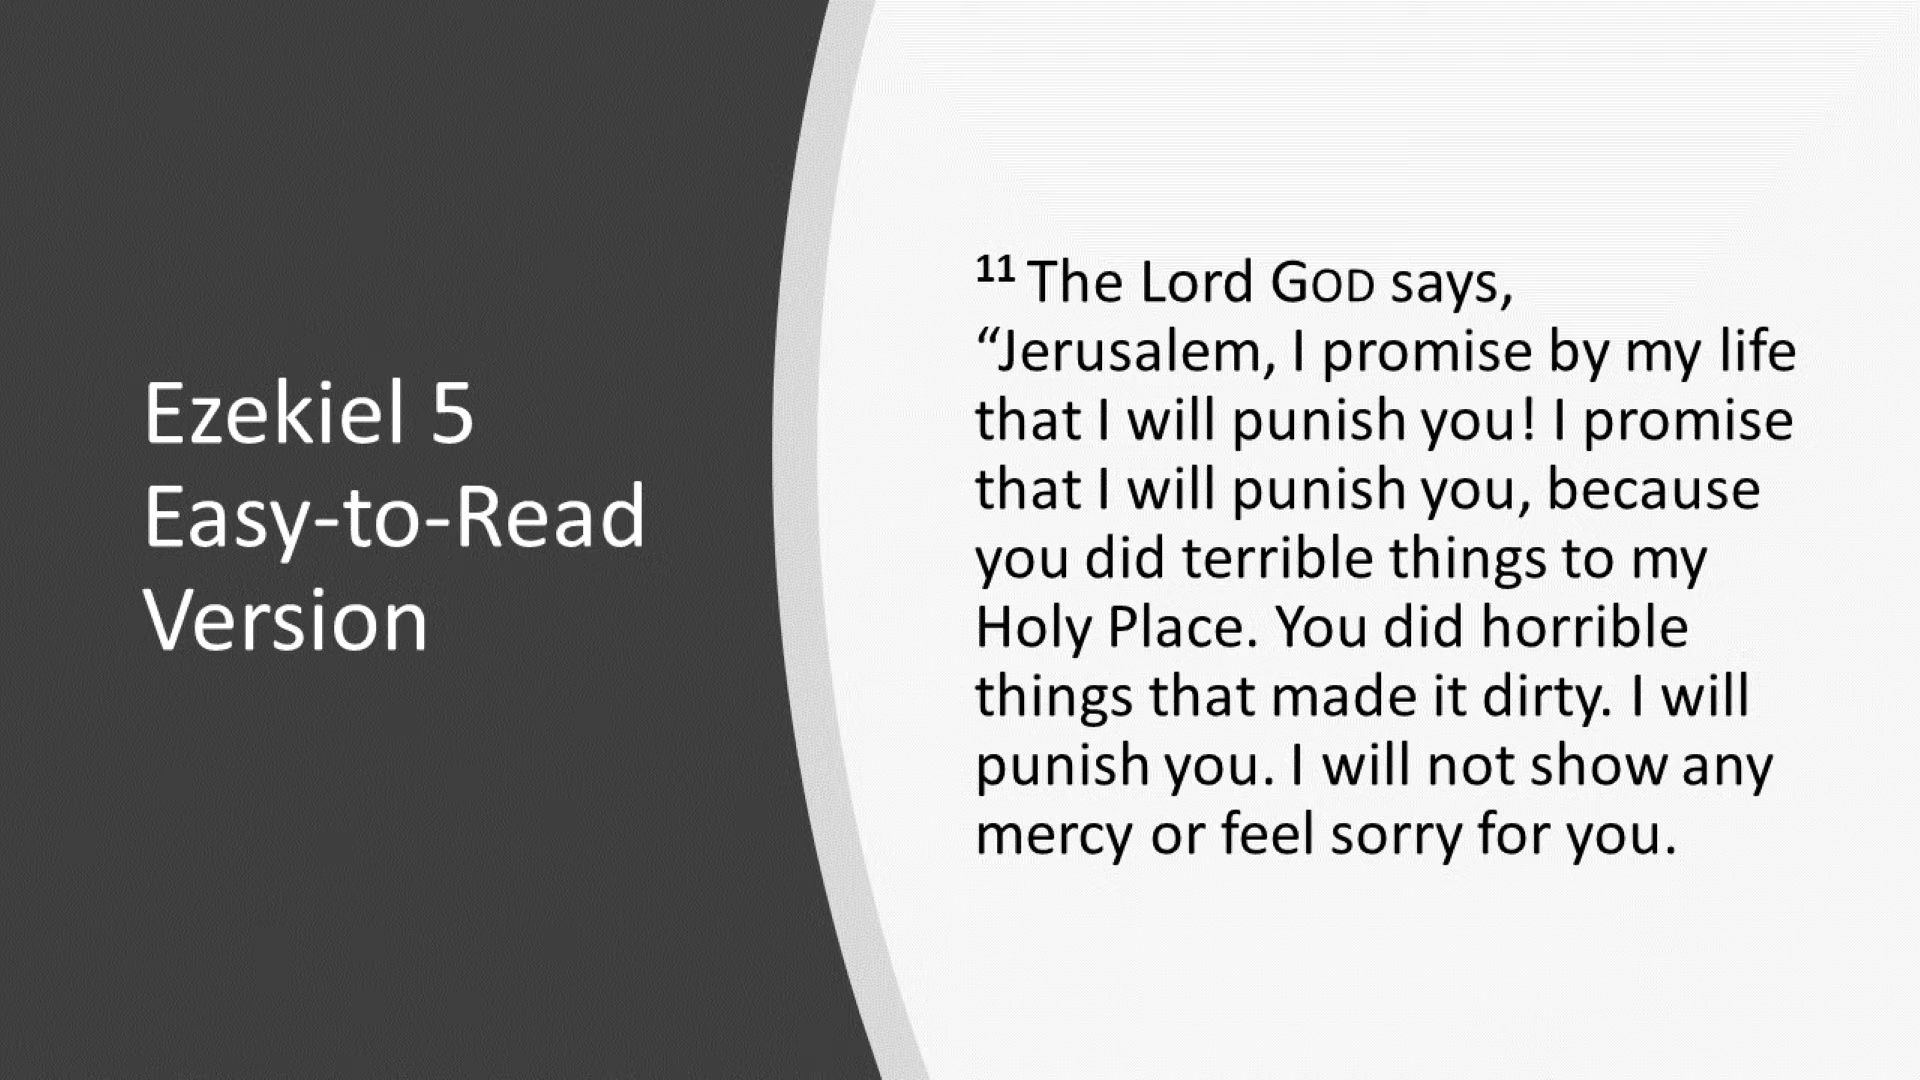 Ezekiel 5
Easy-to-Read
Version
11 The Lord GOD says,
“Jerusalem, I promise by my life
that I will punish you! I promise
that I will punish you, because
you did terrible things to my
Holy Place. You did horrible
things that made it dirty. I will
punish you. I will not show any
mercy or feel sorry for you.